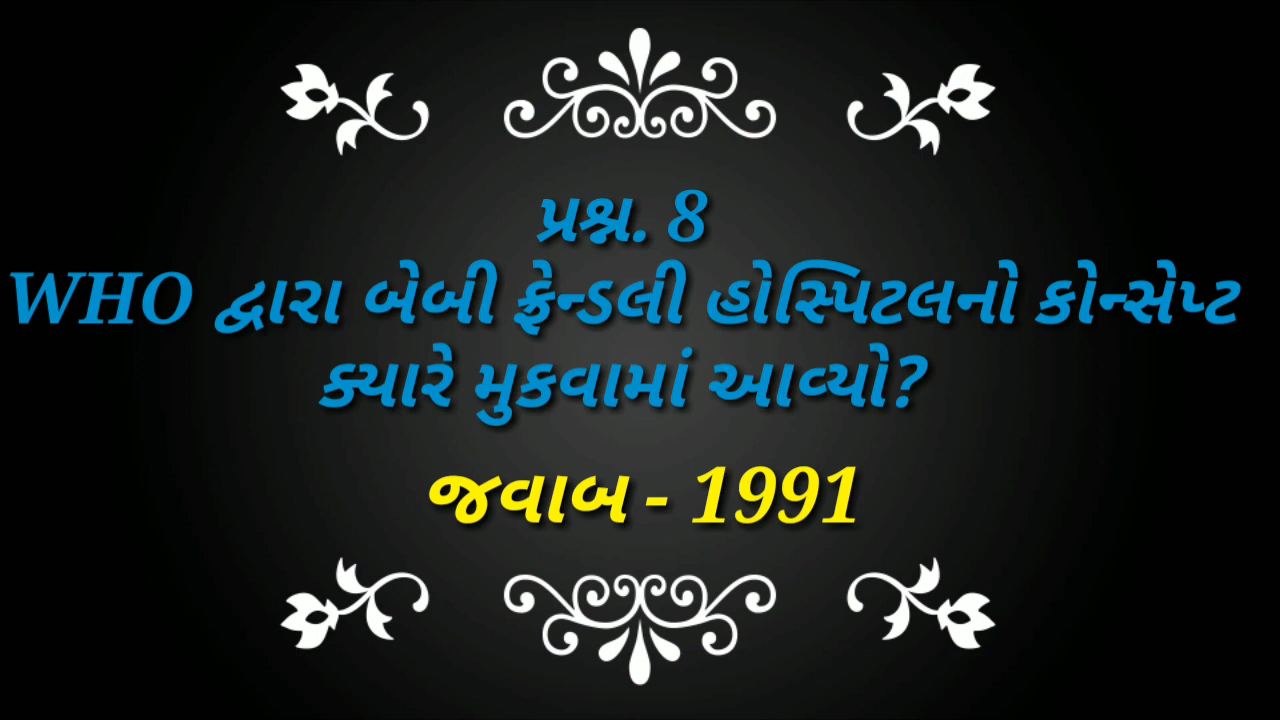 પ્રશ્ન. 8
WHO દ્વારા બેબી ફ્રેન્ડલી હોસ્પિટલનો કોન્સેપ્ટ
ક્યારે મુકવામાં આવ્યો?
જવાબ - 1991